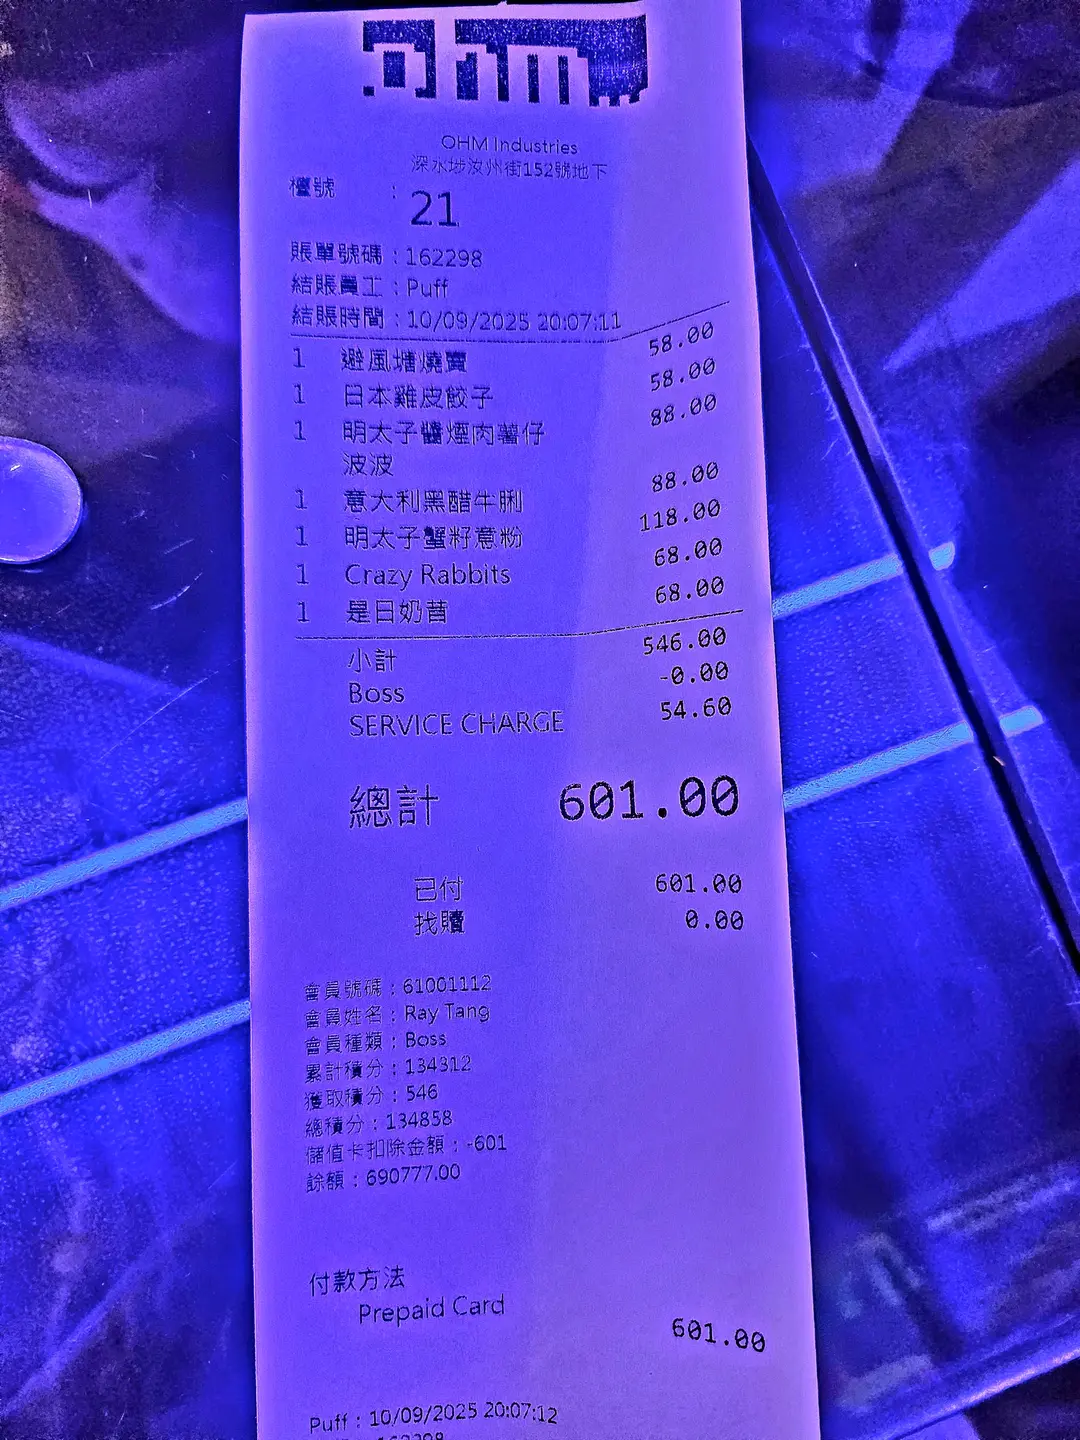 ohm
OHM Industries
深水埗汝州街152號地下
檯號 : 21
賬單號碼 : 162298
結賬員工 : Puff
結賬時間 : 10/09/2025 20:07:11
1 避風塘燒賣 58.00
1 日本雞皮餃子 58.00
1 明太子醬煙肉薯仔 88.00
波波
1 意大利黑醋牛脷 88.00
1 明太子蟹籽意粉 118.00
1 Crazy Rabbits 68.00
1 是日奶昔 68.00
小計 546.00
Boss -0.00
SERVICE CHARGE 54.60
總計 601.00
已付 601.00
找贖 0.00
會員號碼 : 61001112
會員姓名 : Ray Tang
會員種類 : Boss
累計積分 : 134312
獲取積分 : 546
總積分 : 134858
儲值卡扣除金額 : -601
餘額 : 690777.00
付款方法
Prepaid Card 601.00
Puff : 10/09/2025 20:07:12